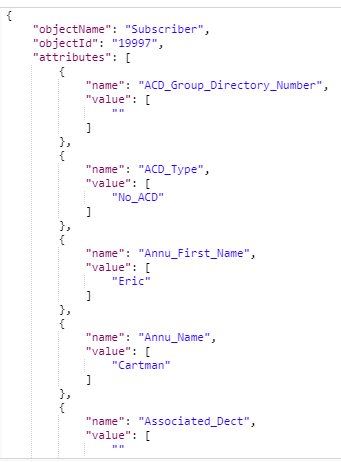 {
    "objectName": "Subscriber",
    "objectId": "19997",
    "attributes": [
        {
            "name": "ACD_Group_Directory_Number",
            "value": [
                ""
            ]
        },
        {
            "name": "ACD_Type",
            "value": [
                "No_ACD"
            ]
        },
        {
            "name": "Annu_First_Name",
            "value": [
                "Eric"
            ]
        },
        {
            "name": "Annu_Name",
            "value": [
                "Cartman"
            ]
        },
        {
            "name": "Associated_Dect",
            "value": [
                ""